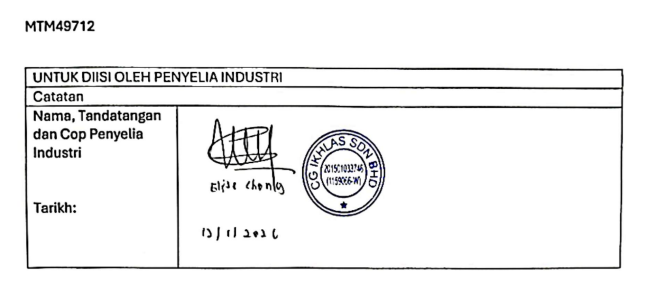 MTM49712
UNTUK DIISI OLEH PENYELIA INDUSTRI
Catatan
Nama, Tandatangan
dan Cop Penyelia
Industri
Elise Chong
CG IKHLAS SDN BHD
201501033746
(1159066-W)
Tarikh:
13/1/2026